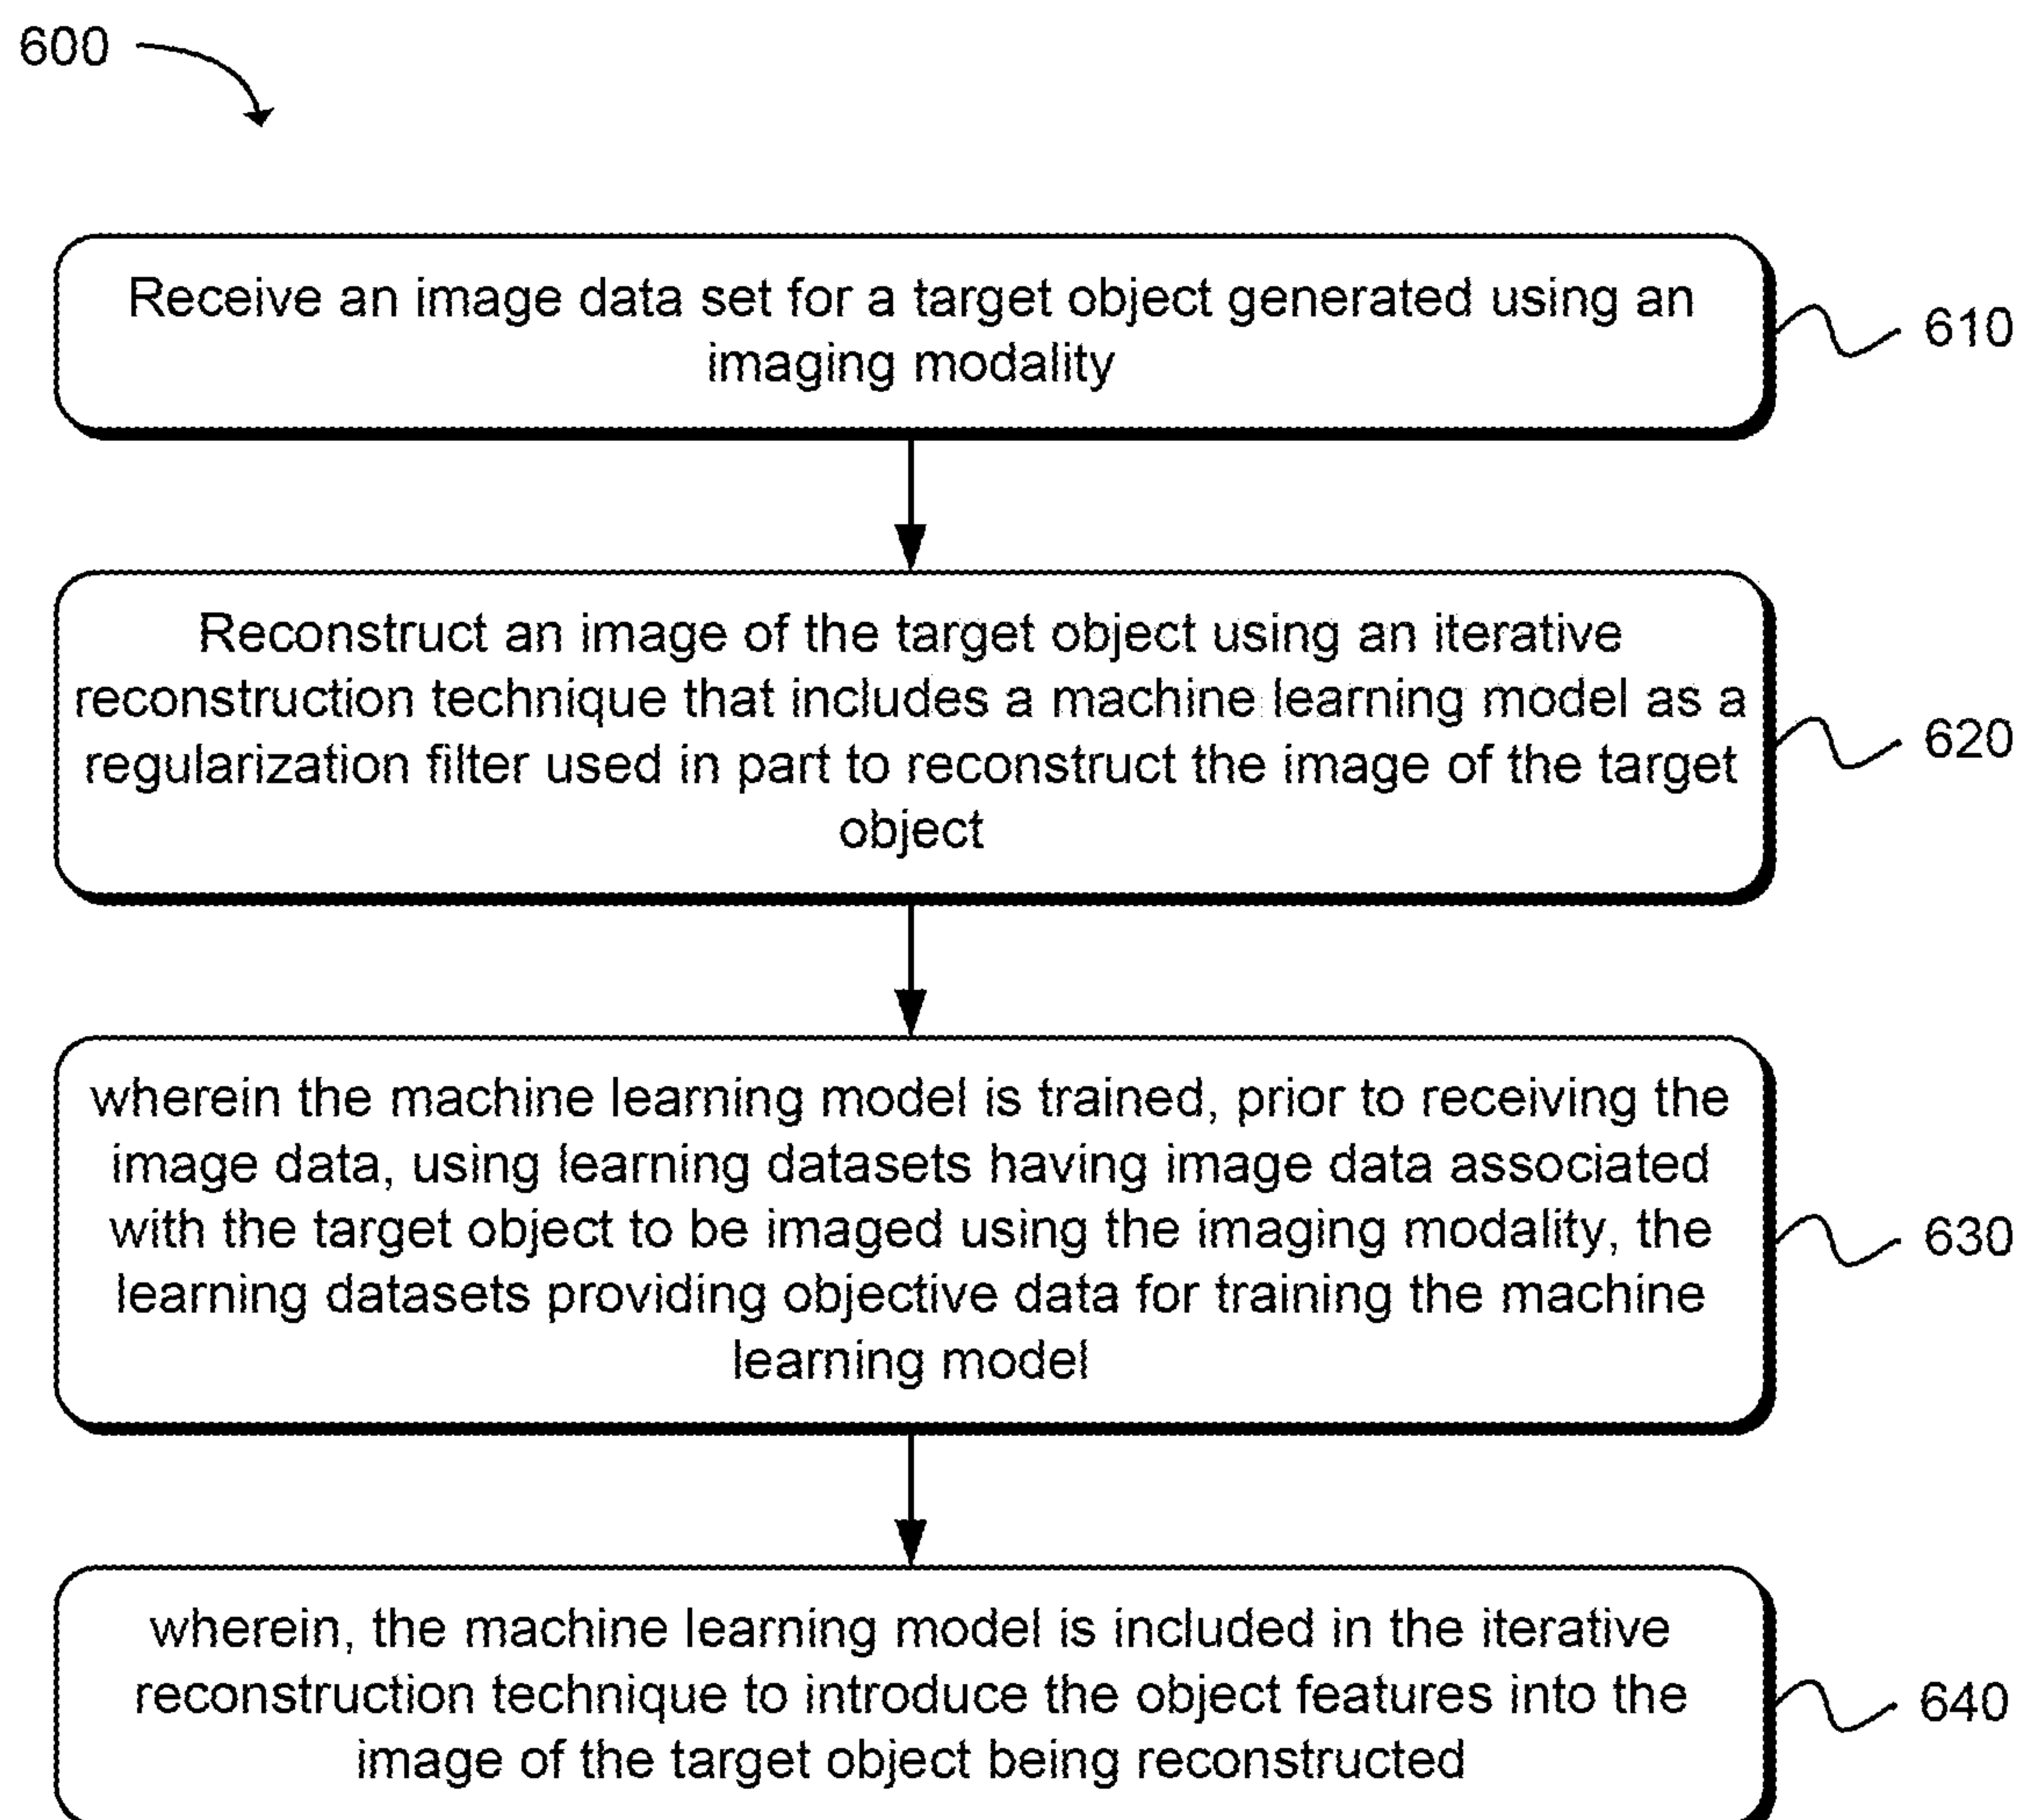 600
Receive an image data set for a target object generated using an
imaging modality
610
Reconstruct an image of the target object using an iterative
reconstruction technique that includes a machine learning model as a
regularization filter used in part to reconstruct the image of the target
object
620
wherein the machine learning model is trained, prior to receiving the
image data, using learning datasets having image data associated
with the target object to be imaged using the imaging modality, the
learning datasets providing objective data for training the machine
learning model
630
wherein, the machine learning model is included in the iterative
reconstruction technique to introduce the object features into the
image of the target object being reconstructed
640